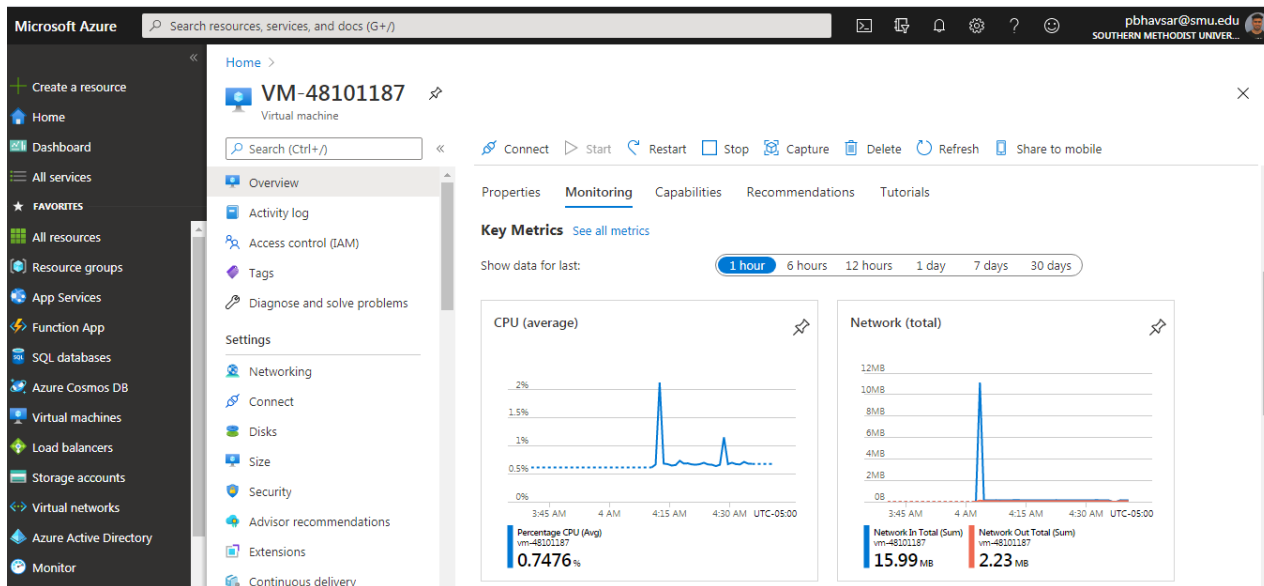 Microsoft Azure
Search resources, services, and docs (G+/)
pbhavsar@smu.edu
SOUTHERN METHODIST UNIVER...
«
Create a resource
Home
Dashboard
All services
FAVORITES
All resources
Resource groups
App Services
Function App
SQL databases
Azure Cosmos DB
Virtual machines
Load balancers
Storage accounts
Virtual networks
Azure Active Directory
Monitor
Home >
VM-48101187
Virtual machine
Search (Ctrl+/)
«
Overview
Activity log
Access control (IAM)
Tags
Diagnose and solve problems
Settings
Networking
Connect
Disks
Size
Security
Advisor recommendations
Extensions
Continuous delivery
Connect Start Restart Stop Capture Delete Refresh Share to mobile
Properties Monitoring Capabilities Recommendations Tutorials
Key Metrics See all metrics
Show data for last: 1 hour 6 hours 12 hours 1 day 7 days 30 days
CPU (average)
2%
1.5%
1%
0.5%
0%
3:45 AM 4 AM 4:15 AM 4:30 AM UTC-05:00
Percentage CPU (Avg)
vm-48101187
0.7476 %
Network (total)
12MB
10MB
8MB
6MB
4MB
2MB
0B
3:45 AM 4 AM 4:15 AM 4:30 AM UTC-05:00
Network In Total (Sum)
vm-48101187
15.99 MB
Network Out Total (Sum)
vm-48101187
2.23 MB